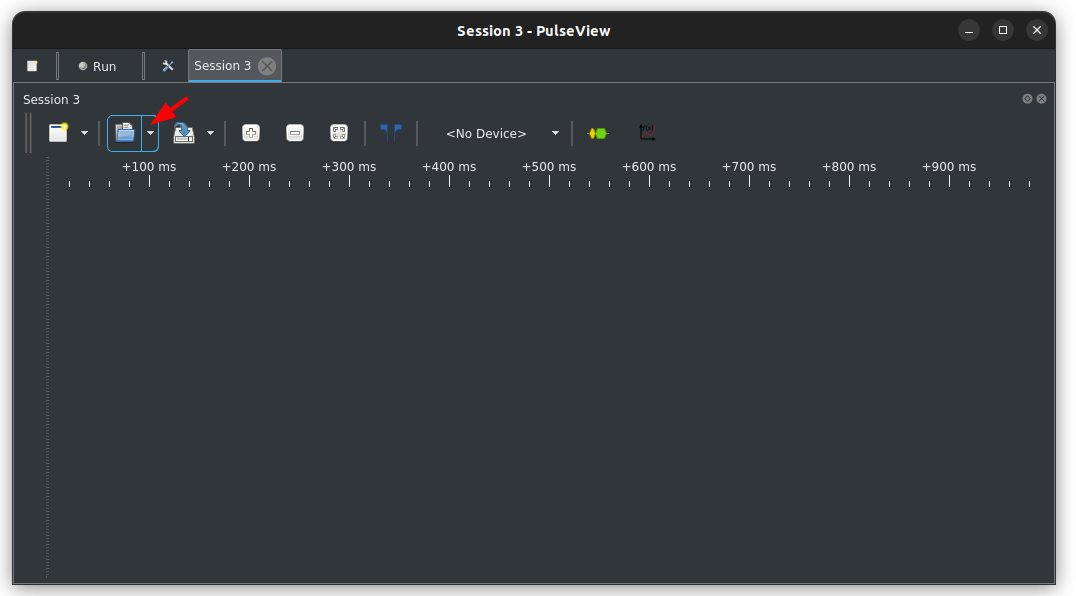 Session 3 - PulseView
Run
Session 3
Session 3
<No Device>
+100 ms +200 ms +300 ms +400 ms +500 ms +600 ms +700 ms +800 ms +900 ms